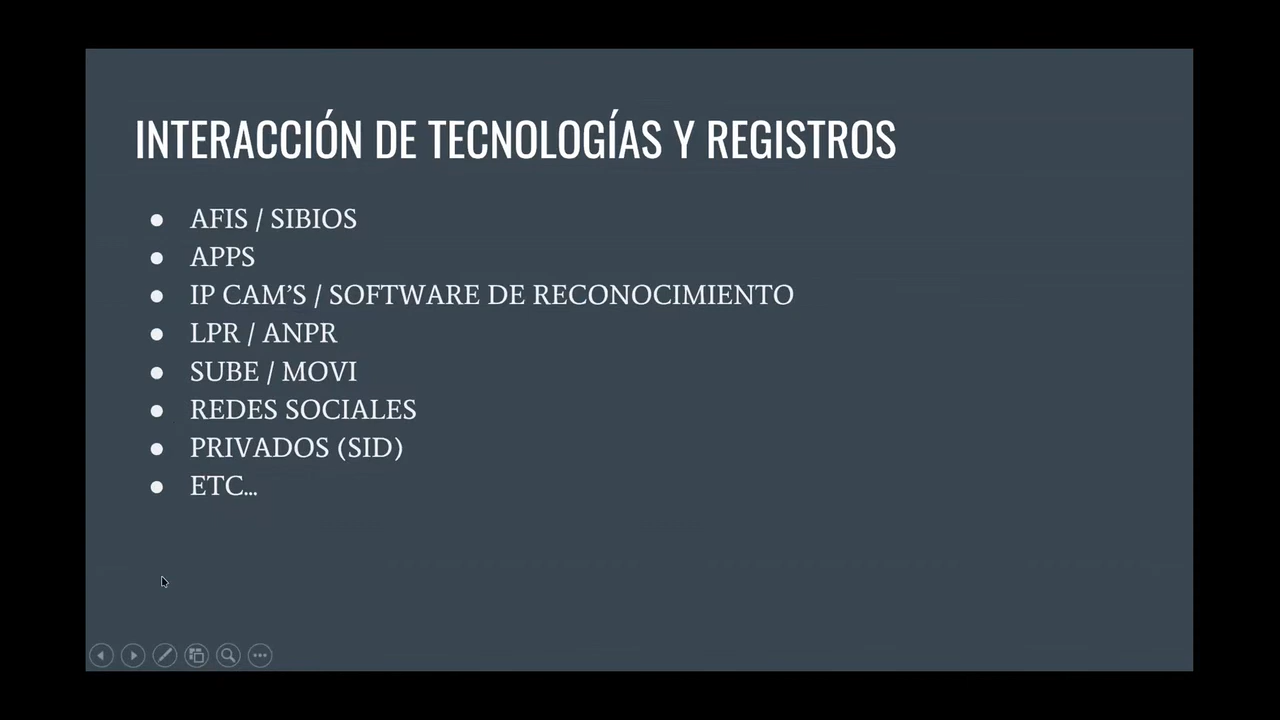 INTERACCIÓN DE TECNOLOGÍAS Y REGISTROS
● AFIS / SIBIOS
● APPS
● IP CAM’S / SOFTWARE DE RECONOCIMIENTO
● LPR / ANPR
● SUBE / MOVI
● REDES SOCIALES
● PRIVADOS (SID)
● ETC...